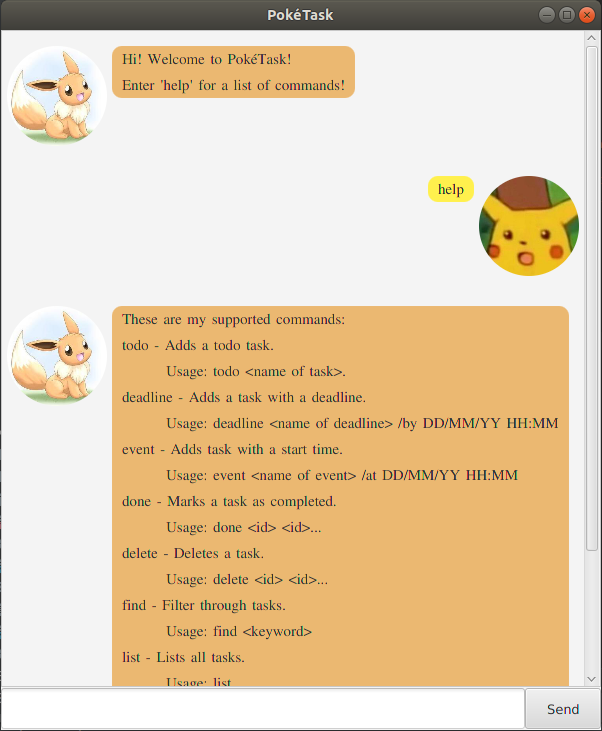 PokéTask
Hi! Welcome to PokéTask!
Enter 'help' for a list of commands!
help
These are my supported commands:
todo - Adds a todo task.
Usage: todo <name of task>.
deadline - Adds a task with a deadline.
Usage: deadline <name of deadline> /by DD/MM/YY HH:MM
event - Adds task with a start time.
Usage: event <name of event> /at DD/MM/YY HH:MM
done - Marks a task as completed.
Usage: done <id> <id>...
delete - Deletes a task.
Usage: delete <id> <id>...
find - Filter through tasks.
Usage: find <keyword>
list - Lists all tasks.
Usage: list
Send